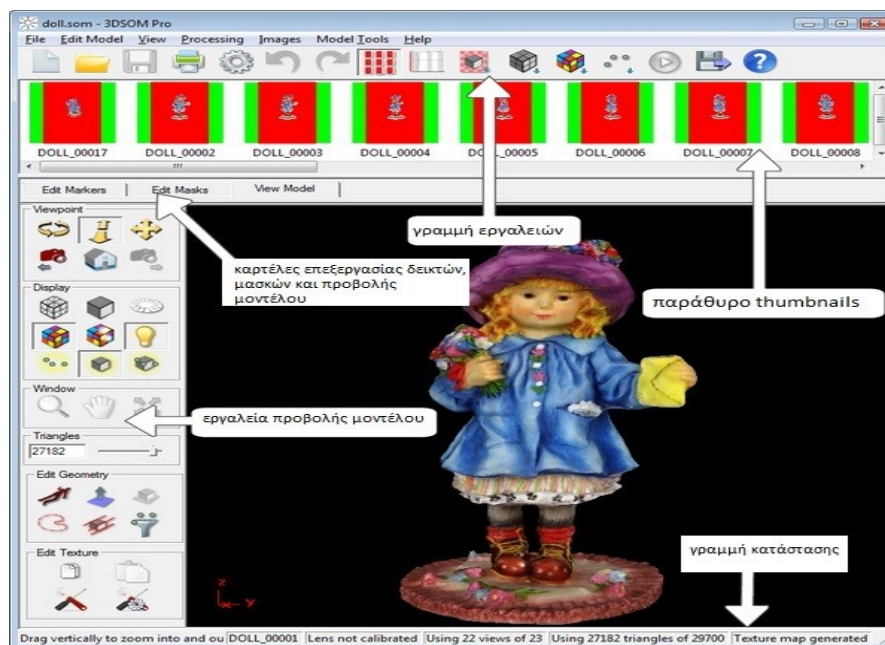 doll.som - 3DSOM Pro
File Edit Model View Processing Images Model Tools Help
DOLL_00017 DOLL_00002 DOLL_00003 DOLL_00004 DOLL_00005 DOLL_00006 DOLL_00007 DOLL_00008
Edit Markers Edit Masks View Model
Viewpoint
γραμμή εργαλειών
καρτέλες επεξεργασίας δεικτών,
μασκών και προβολής
μοντέλου
παράθυρο thumbnails
Display
Window
εργαλεία προβολής μοντέλου
Triangles
27182
Edit Geometry
Edit Texture
γραμμή κατάστασης
z
x y
Drag vertically to zoom into and ou DOLL_00001 Lens not calibrated Using 22 views of 23 Using 27182 triangles of 29700 Texture map generated